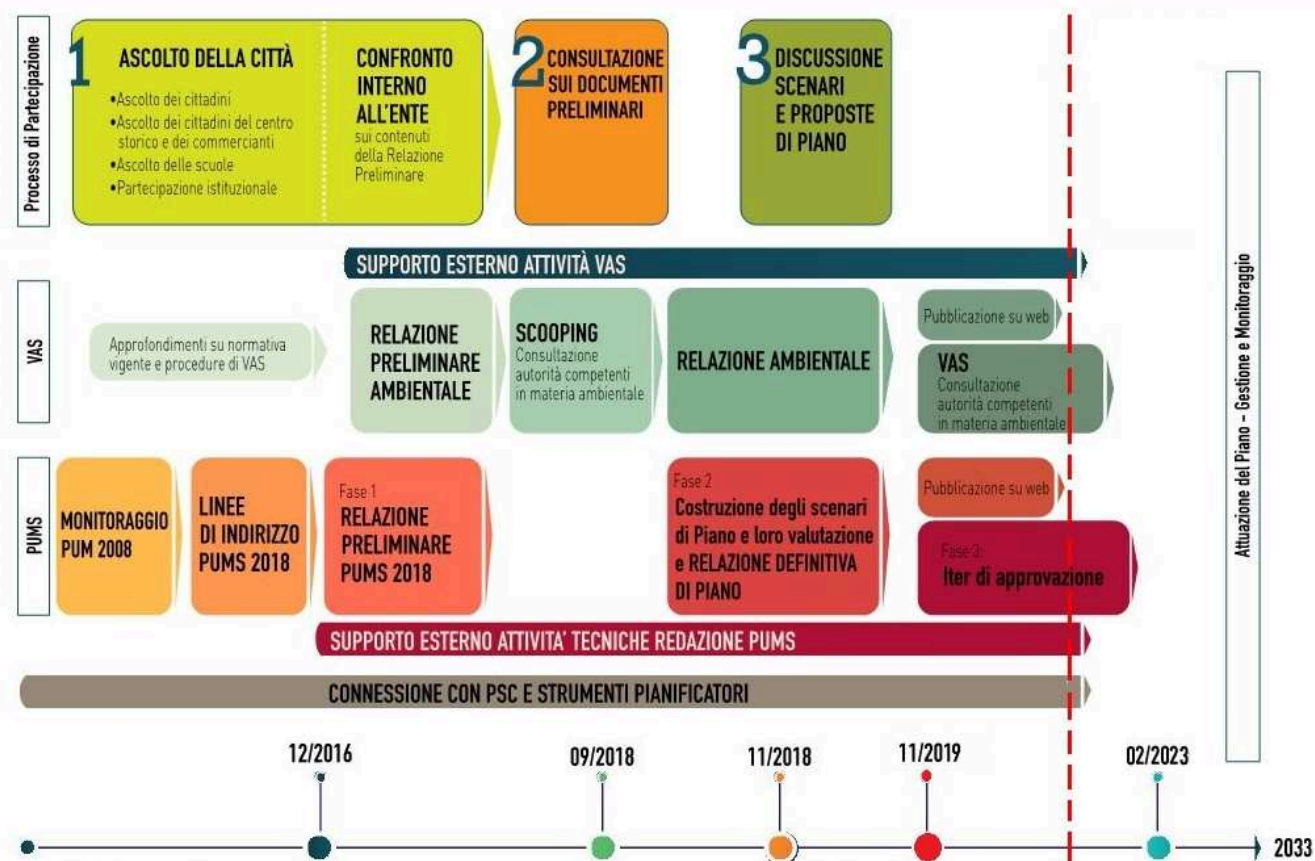 Processo di Partecipazione
1
ASCOLTO DELLA CITTÀ
•Ascolto dei cittadini
•Ascolto dei cittadini del centro
storico e dei commercianti
•Ascolto delle scuole
•Partecipazione istituzionale
CONFRONTO
INTERNO
ALL'ENTE
sui contenuti
della Relazione
Preliminare
2
CONSULTAZIONE
SUI DOCUMENTI
PRELIMINARI
3
DISCUSSIONE
SCENARI
E PROPOSTE
DI PIANO
SUPPORTO ESTERNO ATTIVITÀ VAS
VAS
Approfondimenti su normativa
vigente e procedure di VAS
RELAZIONE
PRELIMINARE
AMBIENTALE
SCOOPING
Consultazione
autorità competenti
in materia ambientale
RELAZIONE AMBIENTALE
Pubblicazione su web
VAS
Consultazione
autorità competenti
in materia ambientale
PUMS
MONITORAGGIO
PUM 2008
LINEE
DI INDIRIZZO
PUMS 2018
Fase 1
RELAZIONE
PRELIMINARE
PUMS 2018
Fase 2
Costruzione degli scenari
di Piano e loro valutazione
e RELAZIONE DEFINITIVA
DI PIANO
Pubblicazione su web
Fase 3:
Iter di approvazione
SUPPORTO ESTERNO ATTIVITA' TECNICHE REDAZIONE PUMS
CONNESSIONE CON PSC E STRUMENTI PIANIFICATORI
Attuazione del Piano - Gestione e Monitoraggio
12/2016
09/2018
11/2018
11/2019
02/2023
2033